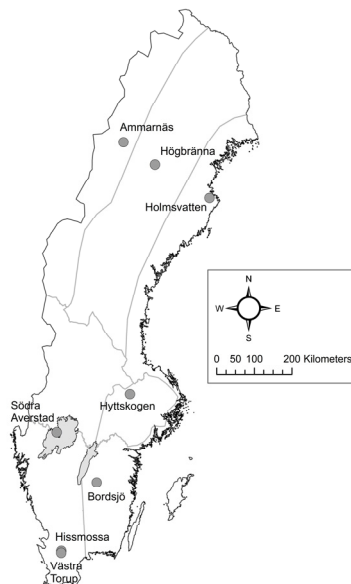 Ammarnäs
Högbränna
Holmsvatten
N
W
E
S
0 50 100 200 Kilometers
Hyttskogen
Södra
Averstad
Bordsjö
Hissmossa
Västra
Torup